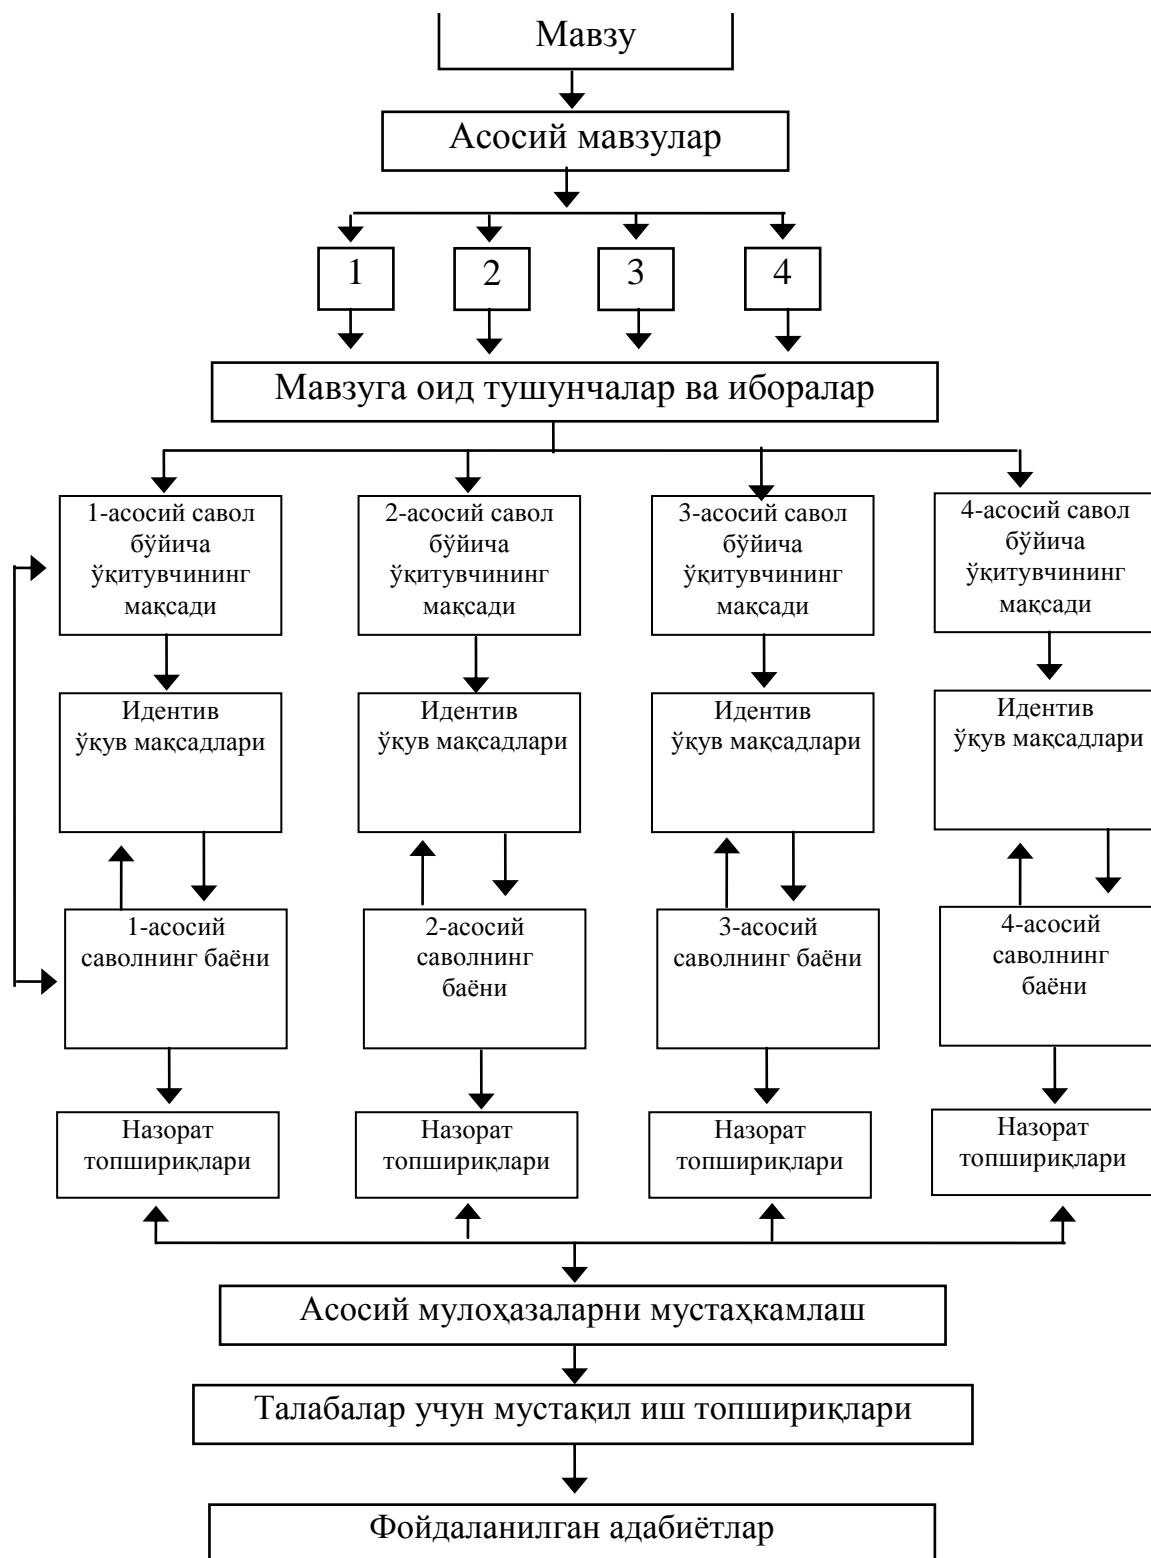 Мавзу
Асосий мавзулар
1
2
3
4
Мавзуга оид тушунчалар ва иборалар
1-асосий савол
бўйича
ўқитувчининг
мақсади
2-асосий савол
бўйича
ўқитувчининг
мақсади
3-асосий савол
бўйича
ўқитувчининг
мақсади
4-асосий савол
бўйича
ўқитувчининг
мақсади
Идентив
ўқув мақсадлари
Идентив
ўқув мақсадлари
Идентив
ўқув мақсадлари
Идентив
ўқув мақсадлари
1-асосий
саволнинг баёни
2-асосий
саволнинг
баёни
3-асосий
саволнинг баёни
4-асосий
саволнинг
баёни
Назорат
топшириқлари
Назорат
топшириқлари
Назорат
топшириқлари
Назорат
топшириқлари
Асосий мулоҳазаларни мустаҳкамлаш
Талабалар учун мустақил иш топшириқлари
Фойдаланилган адабиётлар